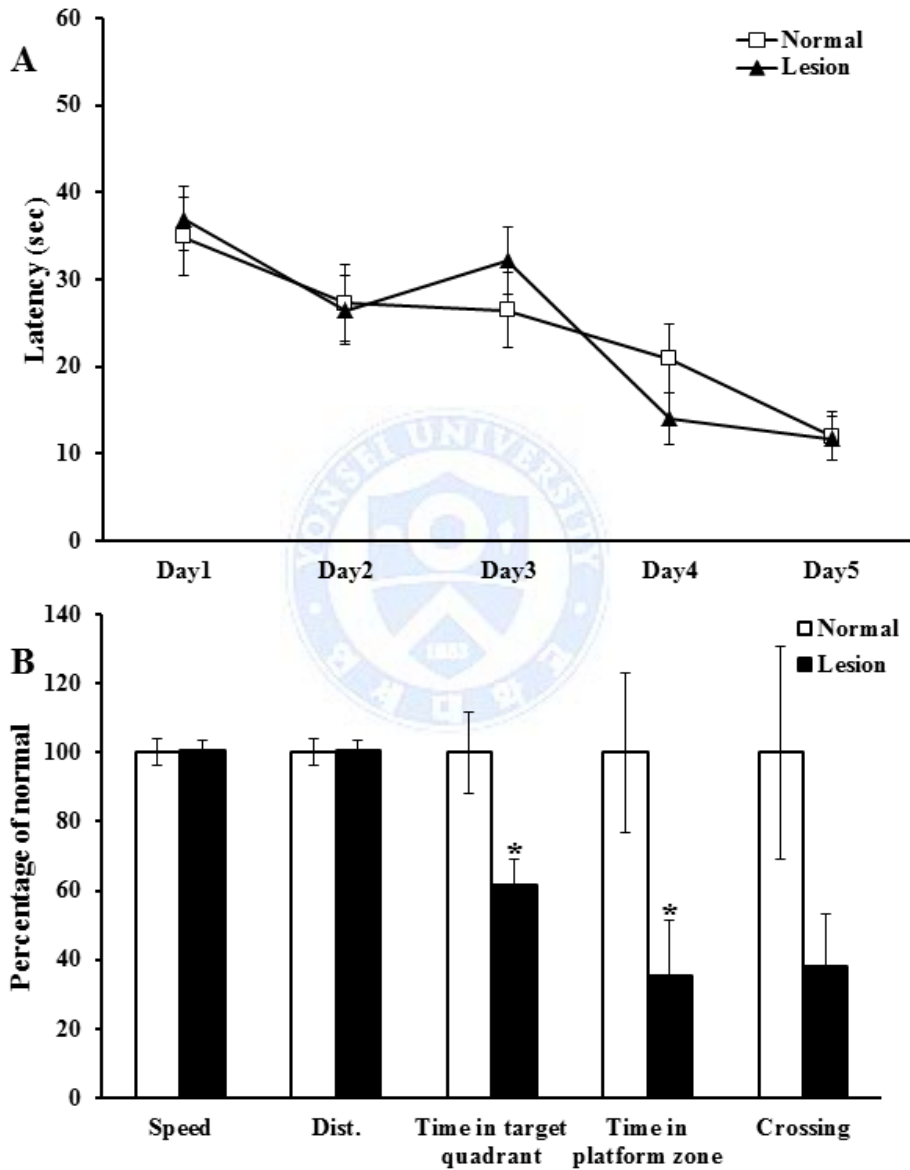 60
A
Normal
Lesion
50
40
30
20
10
0
Latency (sec)
Day1 Day2 Day3 Day4 Day5
YONSEI UNIVERSITY
1885
140
B
Normal
Lesion
120
100
80
60
40
20
0
Percentage of normal
*
*
Speed Dist. Time in target quadrant Time in platform zone Crossing